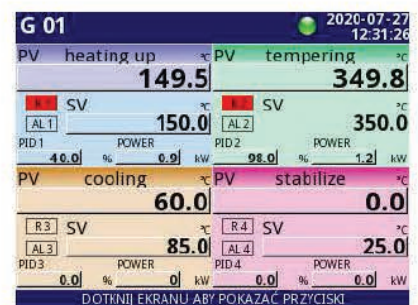 G 01
2020-07-27
12:31:26
PV heating up °C
149.5
R1 SV °C
AL1 150.0
PID1 POWER
40.0 % 0.9 kW
PV tempering °C
349.8
R2 SV °C
AL2 350.0
PID2 POWER
98.0 % 1.2 kW
PV cooling °C
60.0
R3 SV °C
AL3 85.0
PID3 POWER
0.0 % 0 kW
PV stabilize °C
0.0
R4 SV °C
AL4 25.0
PID4 POWER
0.0 % 0.0 kW
DOTKNIJ EKRANU ABY POKAZAĆ PRZYCISKI